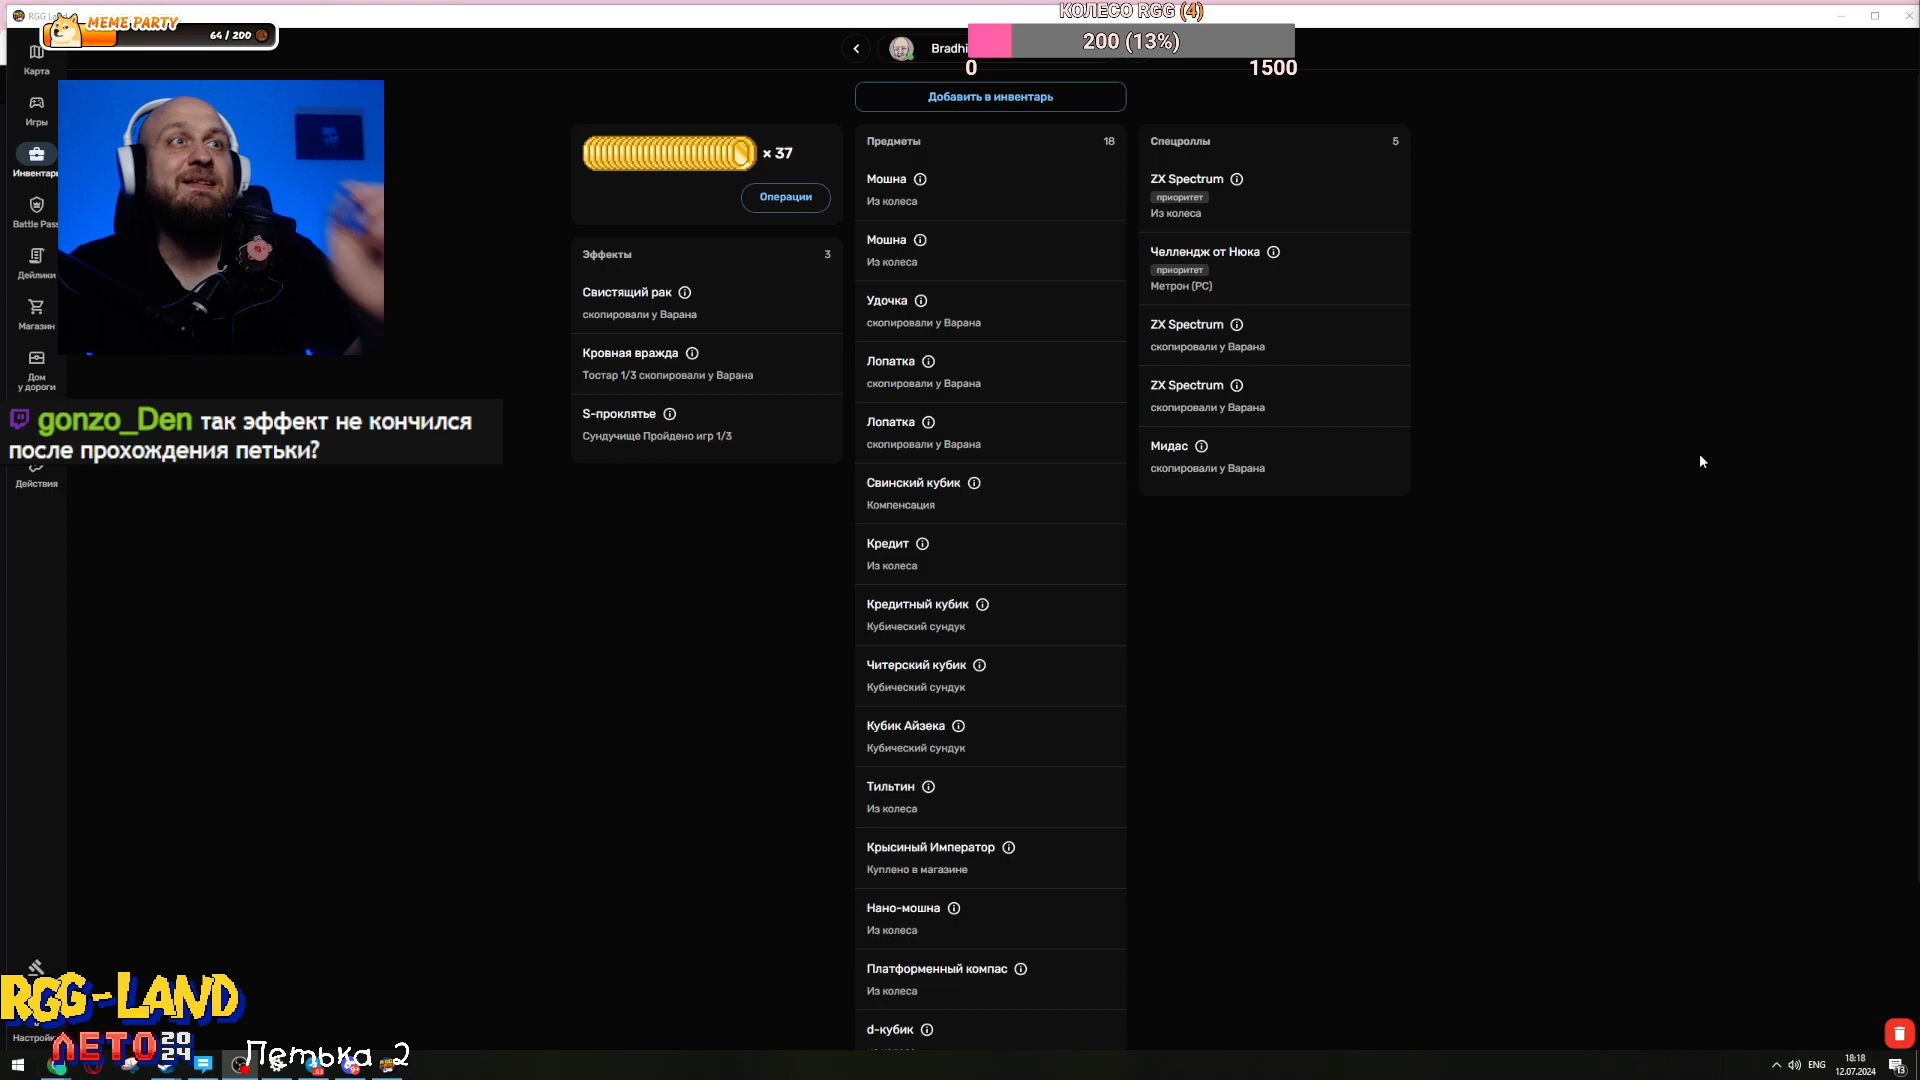 КОЛЕСО RGG (4)
MEME PARTY
64 / 200
Bradhi
200 (13%)
0
1500
Карта
Игры
Инвентарь
Battle Pass
Дейлики
Магазин
Дом
у дороги
Действия
Настройки
Добавить в инвентарь
× 37
Операции
Эффекты 3
Свистящий рак
скопировали у Варана
Кровная вражда
Тостар 1/3 скопировали у Варана
S-проклятье
Сундучище Пройдено игр 1/3
Предметы 18
Мошна
Из колеса
Мошна
Из колеса
Удочка
скопировали у Варана
Лопатка
скопировали у Варана
Лопатка
скопировали у Варана
Свинский кубик
Компенсация
Кредит
Из колеса
Кредитный кубик
Кубический сундук
Читерский кубик
Кубический сундук
Кубик Айзека
Кубический сундук
Тильтин
Из колеса
Крысиный Император
Куплено в магазине
Нано-мошна
Из колеса
Платформенный компас
Из колеса
d-кубик
Спецроллы 5
ZX Spectrum
приоритет
Из колеса
Челлендж от Нюка
приоритет
Метрон (PC)
ZX Spectrum
скопировали у Варана
ZX Spectrum
скопировали у Варана
Мидас
скопировали у Варана
gonzo_Den так эффект не кончился
после прохождения петьки?
RGG-LAND
ЛЕТО 2024
Петька 2
ENG
18:18
12.07.2024